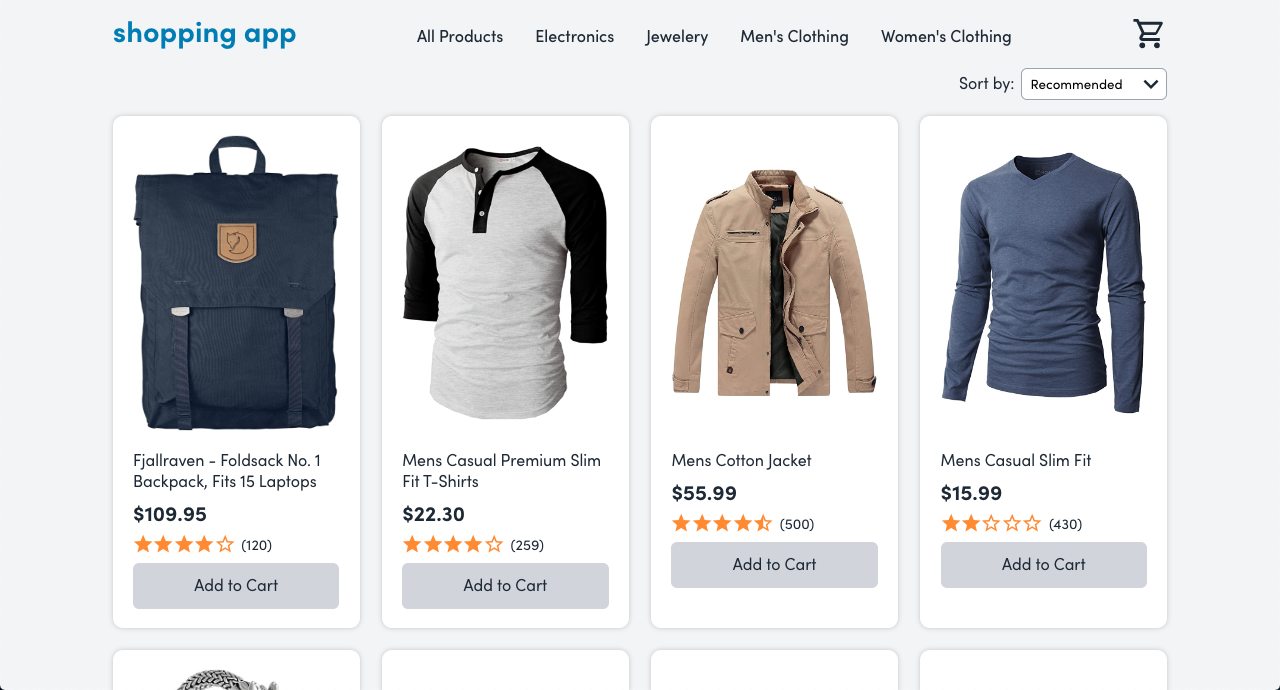 shopping app
All Products
Electronics
Jewelery
Men's Clothing
Women's Clothing
Sort by:
Recommended
Fjallraven - Foldsack No. 1
Backpack, Fits 15 Laptops
$109.95
(120)
Add to Cart
Mens Casual Premium Slim
Fit T-Shirts
$22.30
(259)
Add to Cart
Mens Cotton Jacket
$55.99
(500)
Add to Cart
Mens Casual Slim Fit
$15.99
(430)
Add to Cart